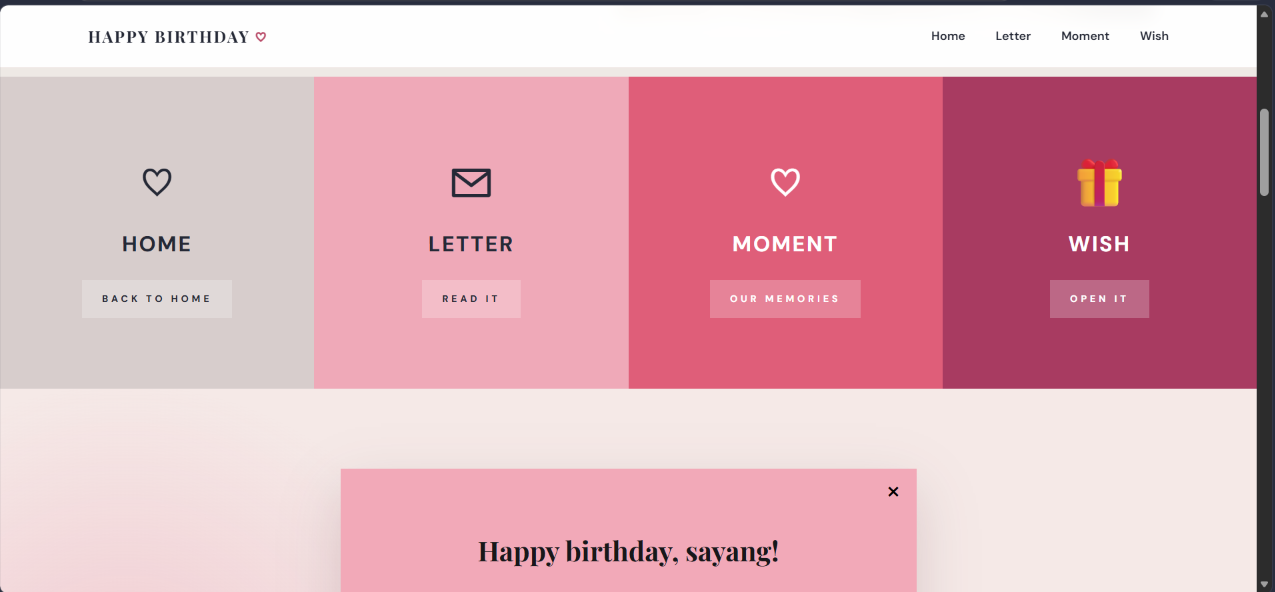 HAPPY BIRTHDAY ♡
Home Letter Moment Wish
HOME
BACK TO HOME
LETTER
READ IT
MOMENT
OUR MEMORIES
WISH
OPEN IT
×
Happy birthday, sayang!